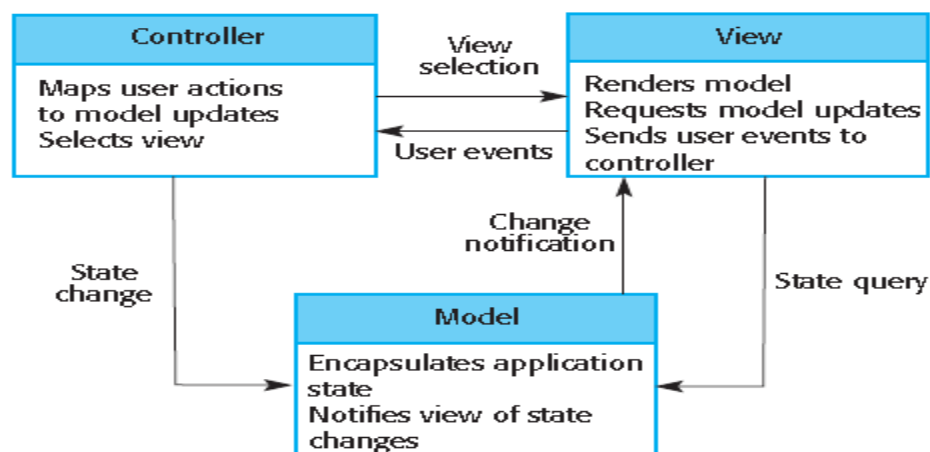 Controller
Maps user actions
to model updates
Selects view
View
selection
User events
View
Renders model
Requests model updates
Sends user events to
controller
Change
notification
State
change
State query
Model
Encapsulates application
state
Notifies view of state
changes